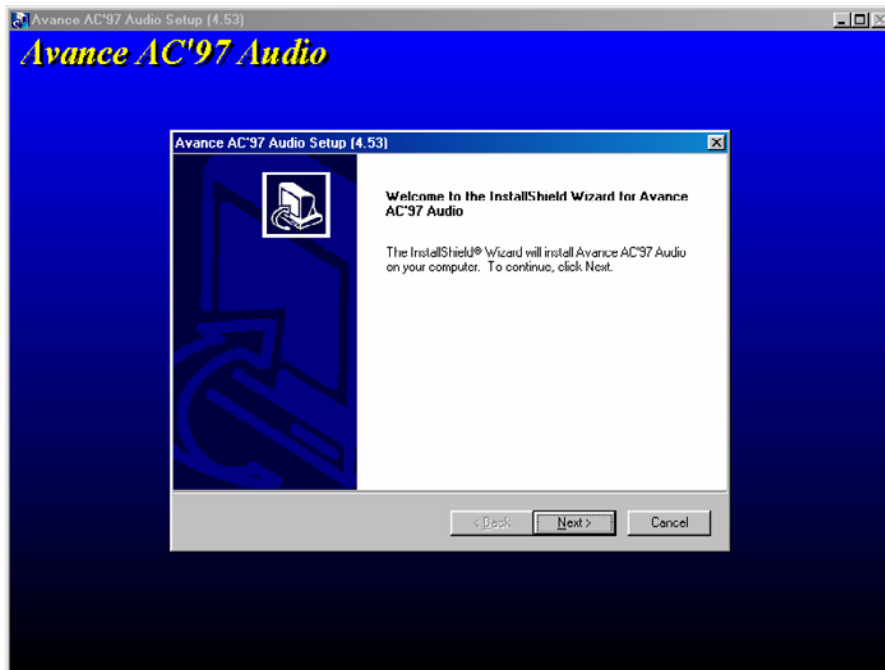 Avance AC'97 Audio Setup (4.53)
Avance AC'97 Audio
Avance AC'97 Audio Setup (4.53)
Welcome to the InstallShield Wizard for Avance
AC'97 Audio
The InstallShield® Wizard will install Avance AC'97 Audio
on your computer. To continue, click Next.
< Back Next > Cancel